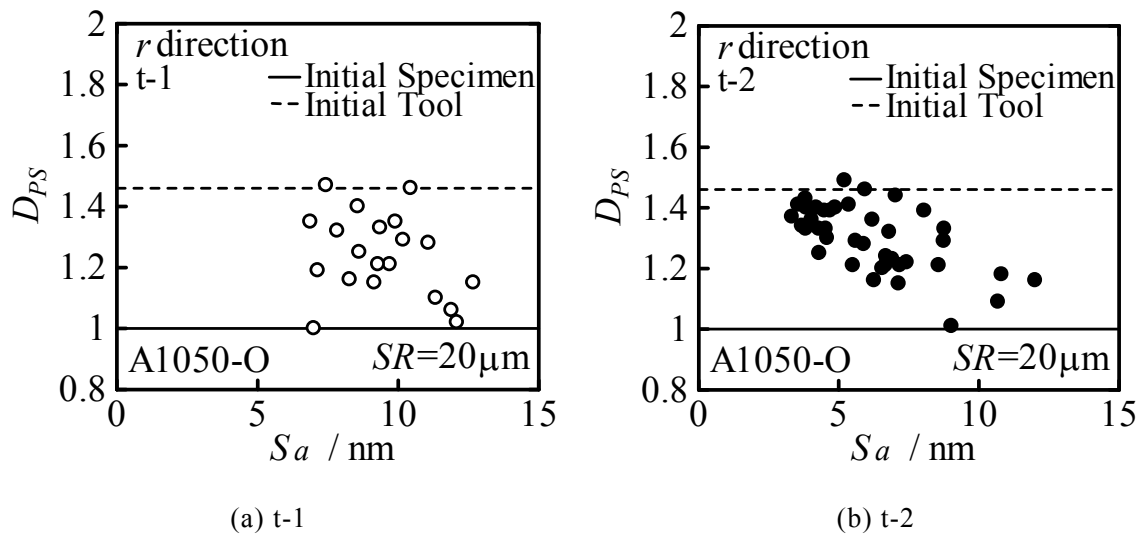 2
1.8
1.6
1.4
1.2
1
0.8
D_PS
r direction
t-1
Initial Specimen
Initial Tool
A1050-O SR=20μm
0 5 10 15
Sa / nm
(a) t-1
2
1.8
1.6
1.4
1.2
1
0.8
D_PS
r direction
t-2
Initial Specimen
Initial Tool
A1050-O SR=20μm
0 5 10 15
Sa / nm
(b) t-2